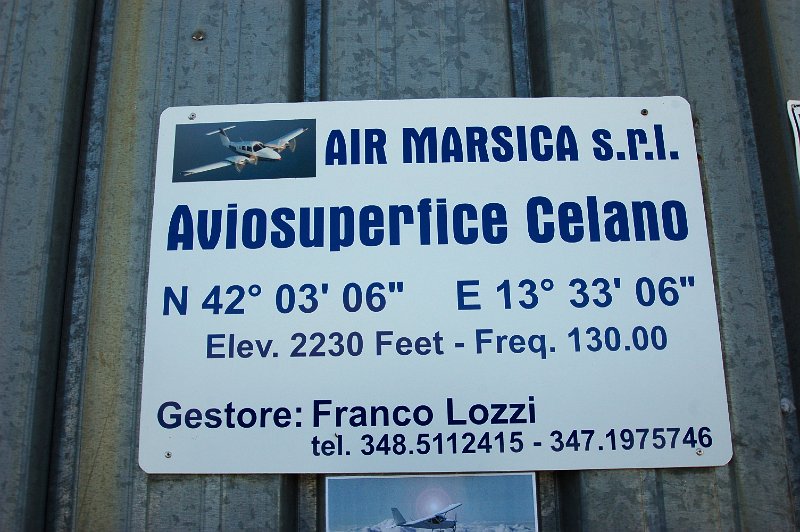 AIR MARSICA s.r.l.
Aviosuperfice Celano
N 42° 03' 06" E 13° 33' 06"
Elev. 2230 Feet - Freq. 130.00
Gestore: Franco Lozzi
tel. 348.5112415 - 347.1975746